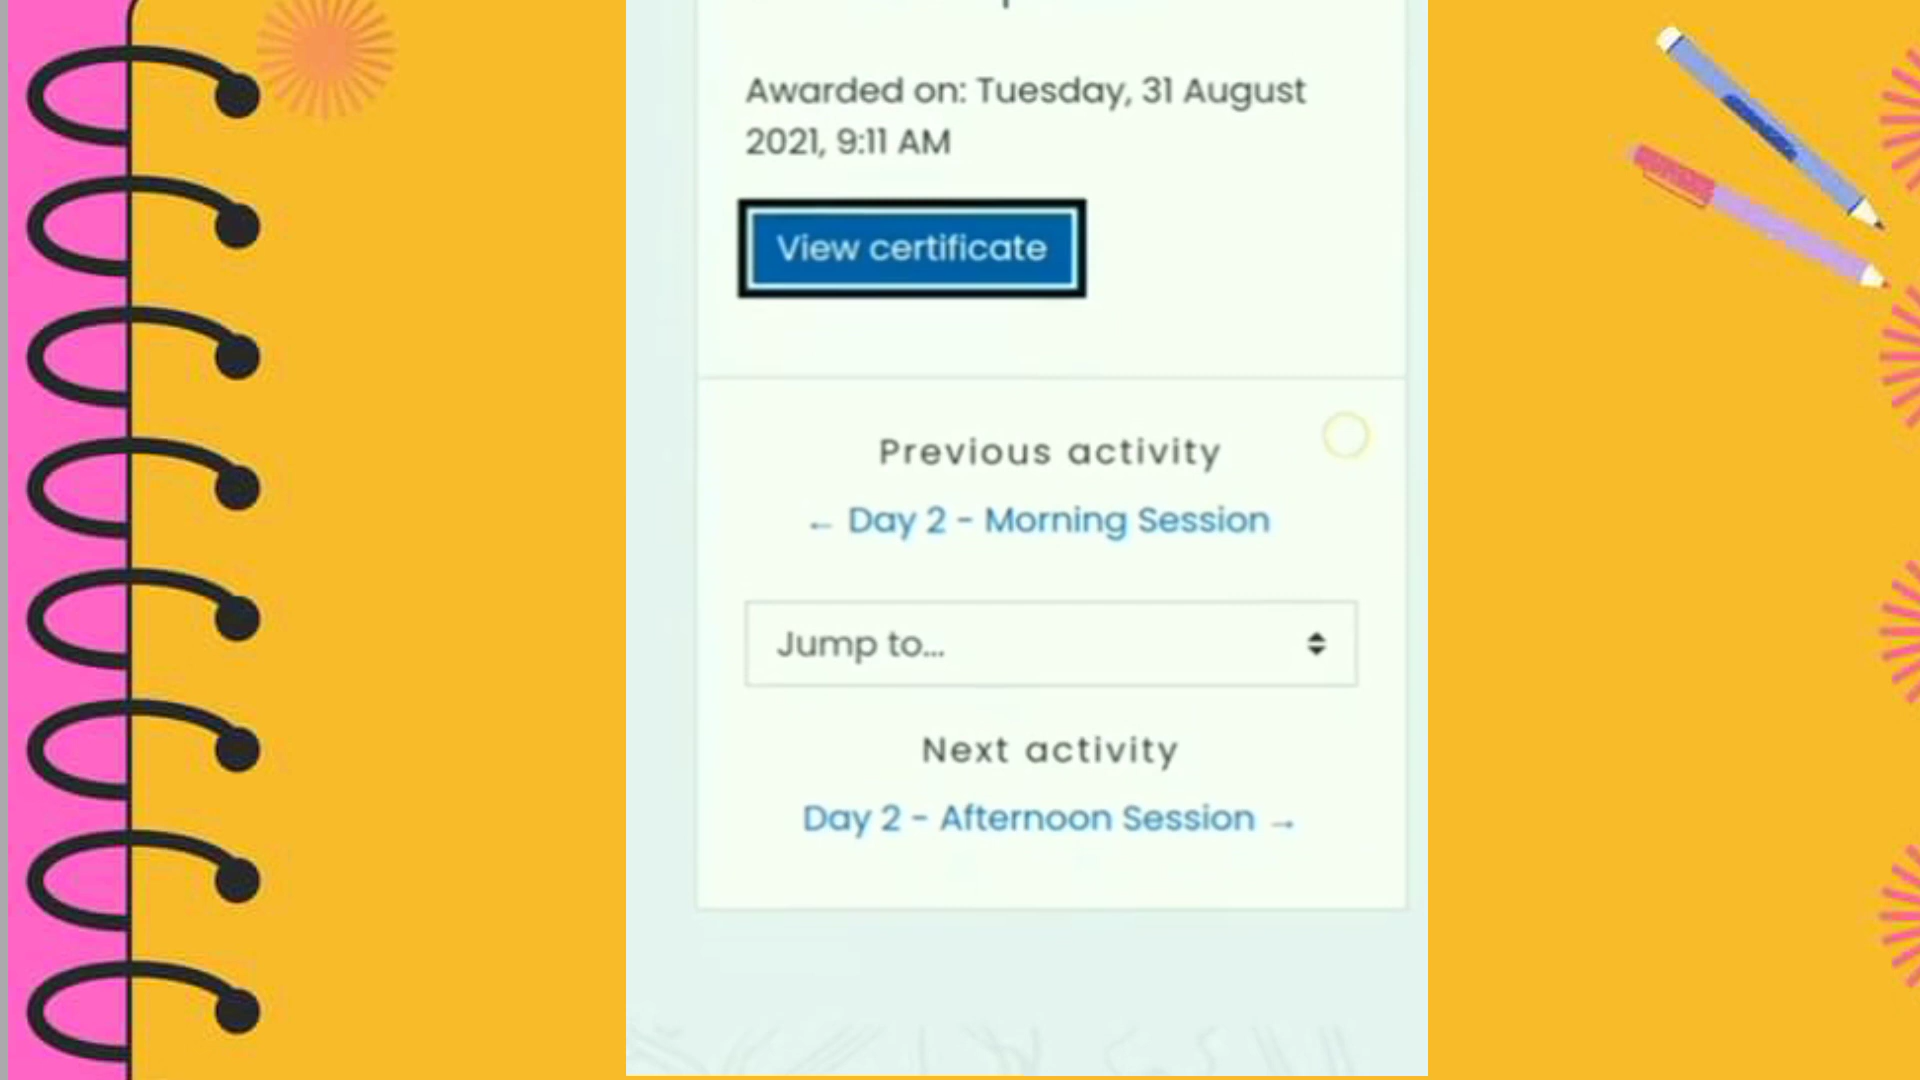 Awarded on: Tuesday, 31 August
2021, 9:11 AM
View certificate
Previous activity
← Day 2 - Morning Session
Jump to...
Next activity
Day 2 - Afternoon Session →